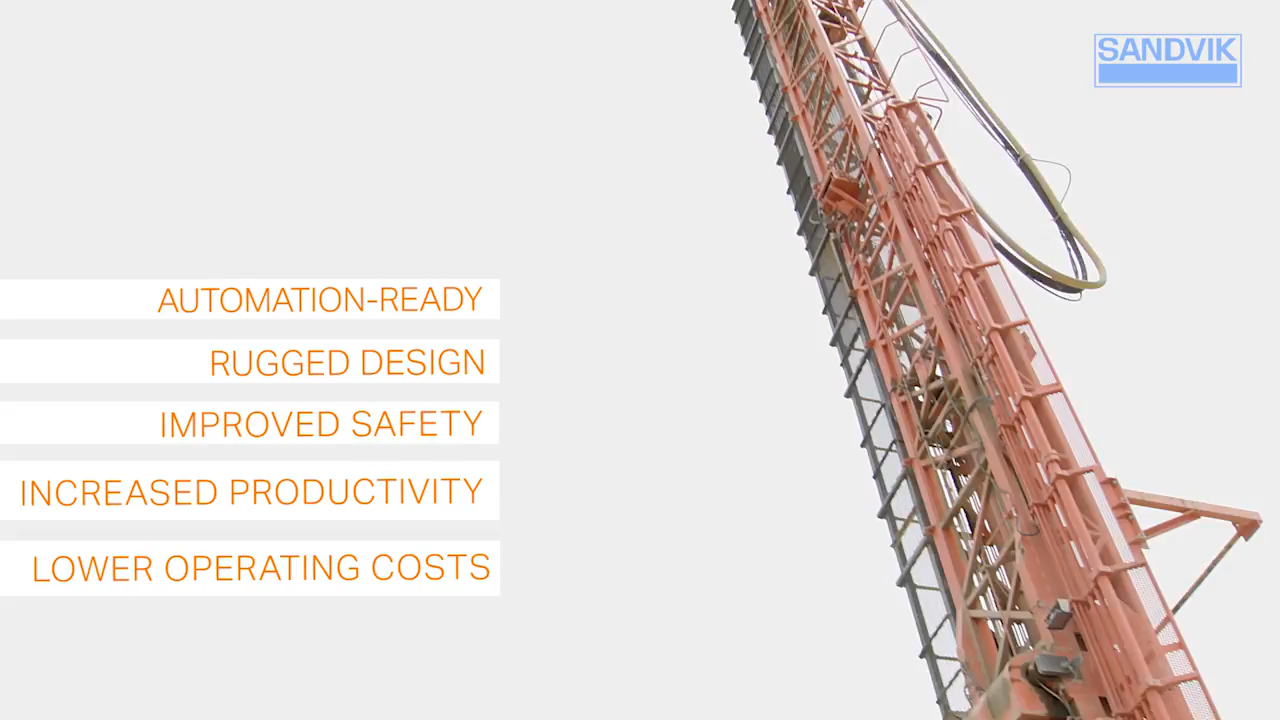 SANDVIK
AUTOMATION-READY
RUGGED DESIGN
IMPROVED SAFETY
INCREASED PRODUCTIVITY
LOWER OPERATING COSTS